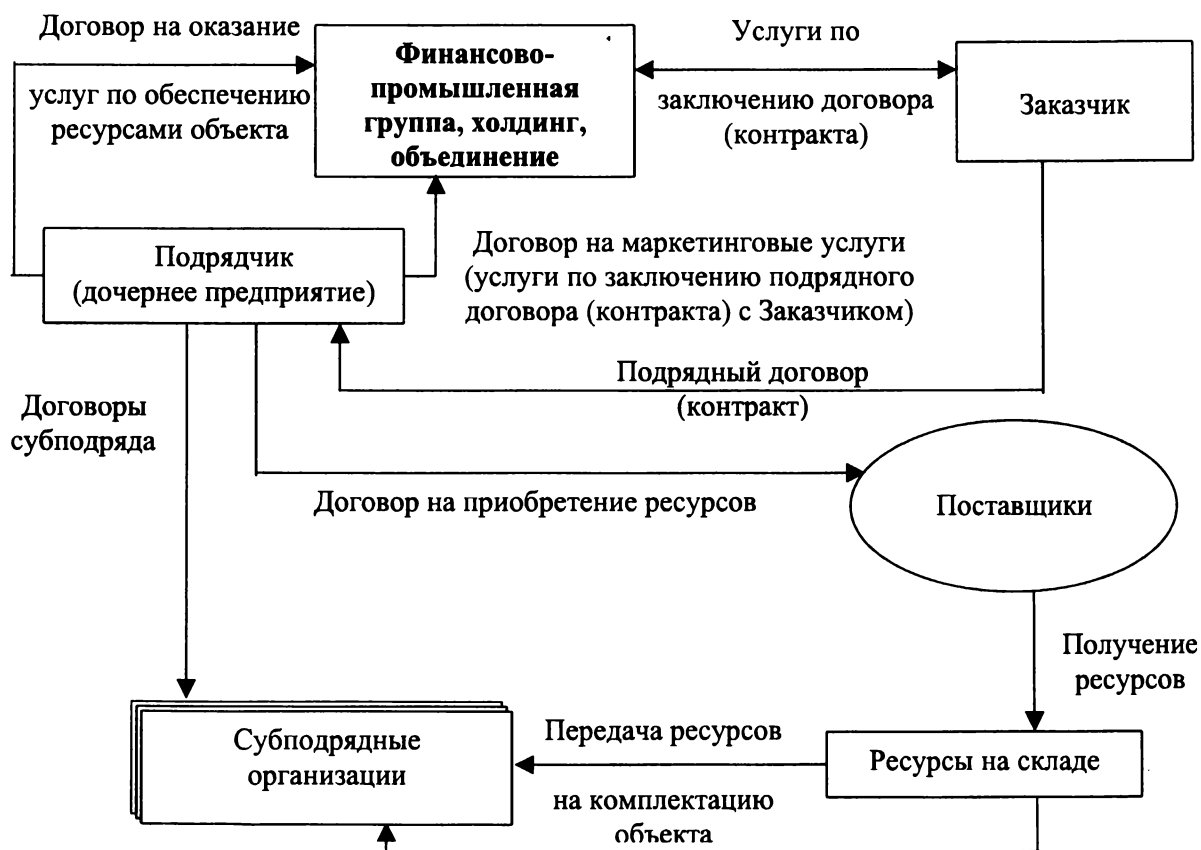 Договор на оказание
услуг по обеспечению
ресурсами объекта
Финансово-
промышленная
группа, холдинг,
объединение
Услуги по
заключению договора
(контракта)
Заказчик
Подрядчик
(дочернее предприятие)
Договор на маркетинговые услуги
(услуги по заключению подрядного
договора (контракта) с Заказчиком)
Подрядный договор
(контракт)
Договоры
субподряда
Договор на приобретение ресурсов
Поставщики
Получение
ресурсов
Субподрядные
организации
Передача ресурсов
на комплектацию
объекта
Ресурсы на складе